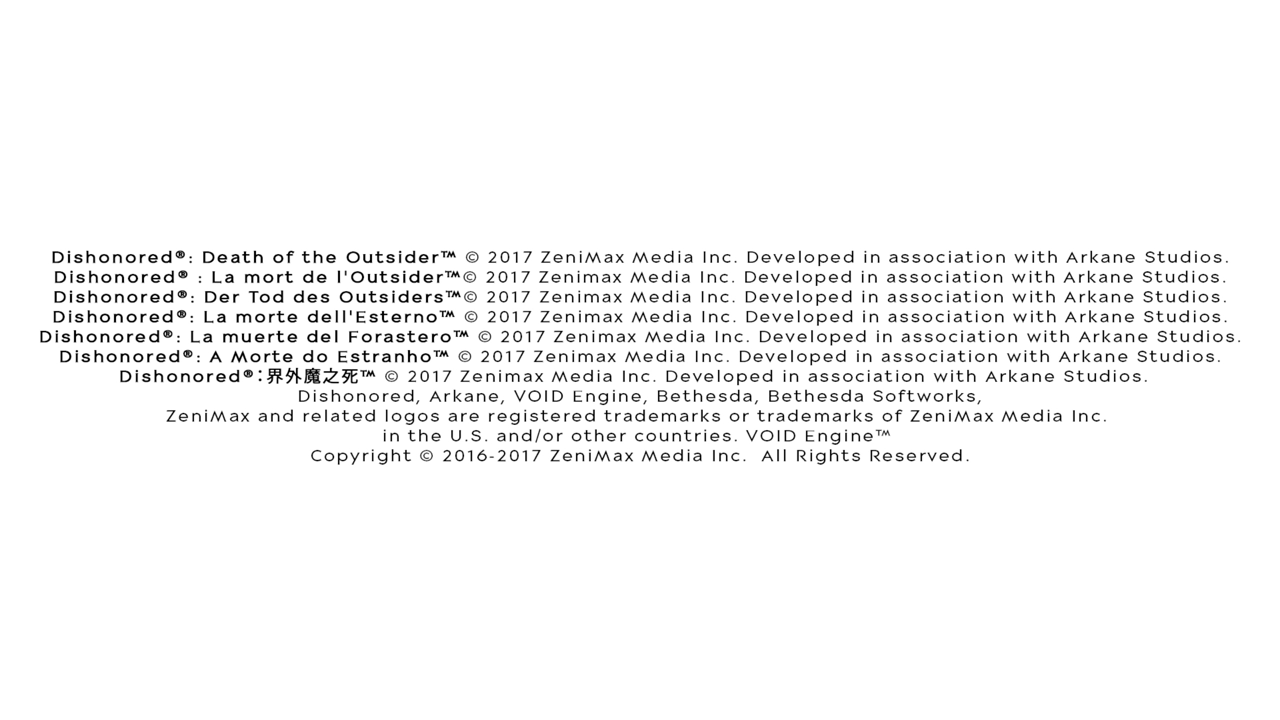 Dishonored®: Death of the Outsider™ © 2017 ZeniMax Media Inc. Developed in association with Arkane Studios.
Dishonored® : La mort de l'Outsider™© 2017 Zenimax Media Inc. Developed in association with Arkane Studios.
Dishonored®: Der Tod des Outsiders™© 2017 Zenimax Media Inc. Developed in association with Arkane Studios.
Dishonored®: La morte dell'Esterno™ © 2017 Zenimax Media Inc. Developed in association with Arkane Studios.
Dishonored®: La muerte del Forastero™ © 2017 Zenimax Media Inc. Developed in association with Arkane Studios.
Dishonored®: A Morte do Estranho™ © 2017 Zenimax Media Inc. Developed in association with Arkane Studios.
Dishonored®：界外魔之死™ © 2017 Zenimax Media Inc. Developed in association with Arkane Studios.
Dishonored, Arkane, VOID Engine, Bethesda, Bethesda Softworks,
ZeniMax and related logos are registered trademarks or trademarks of ZeniMax Media Inc.
in the U.S. and/or other countries. VOID Engine™
Copyright © 2016-2017 ZeniMax Media Inc.  All Rights Reserved.